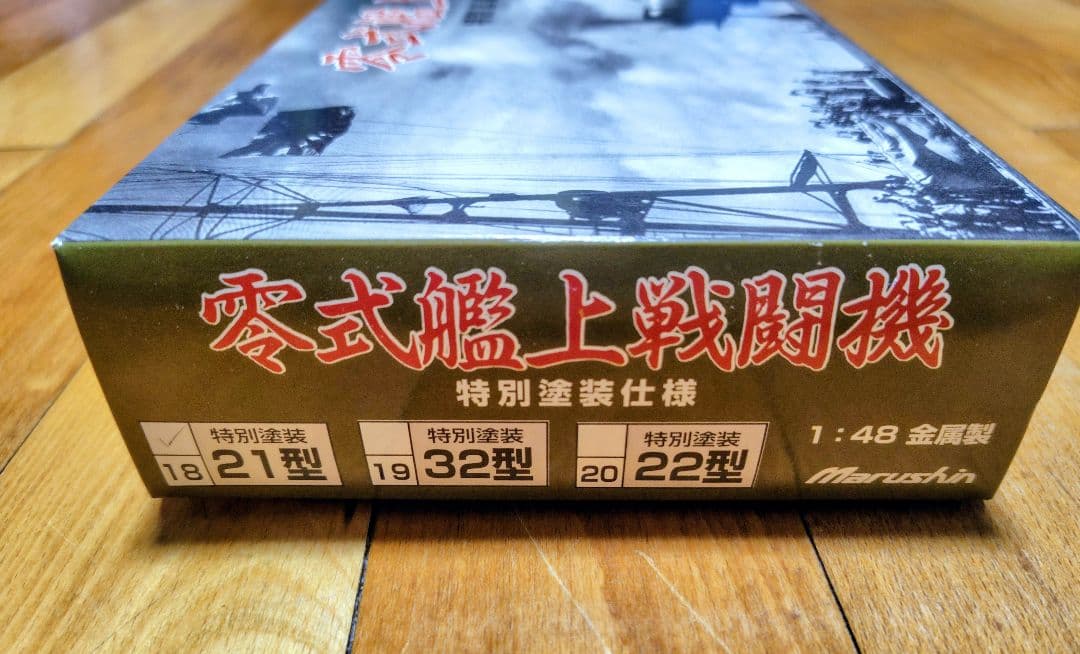 零式艦上戦闘機
特別塗装仕様
18 特別塗装 21型
19 特別塗装 32型
20 特別塗装 22型
1:48 金属製
Marushin